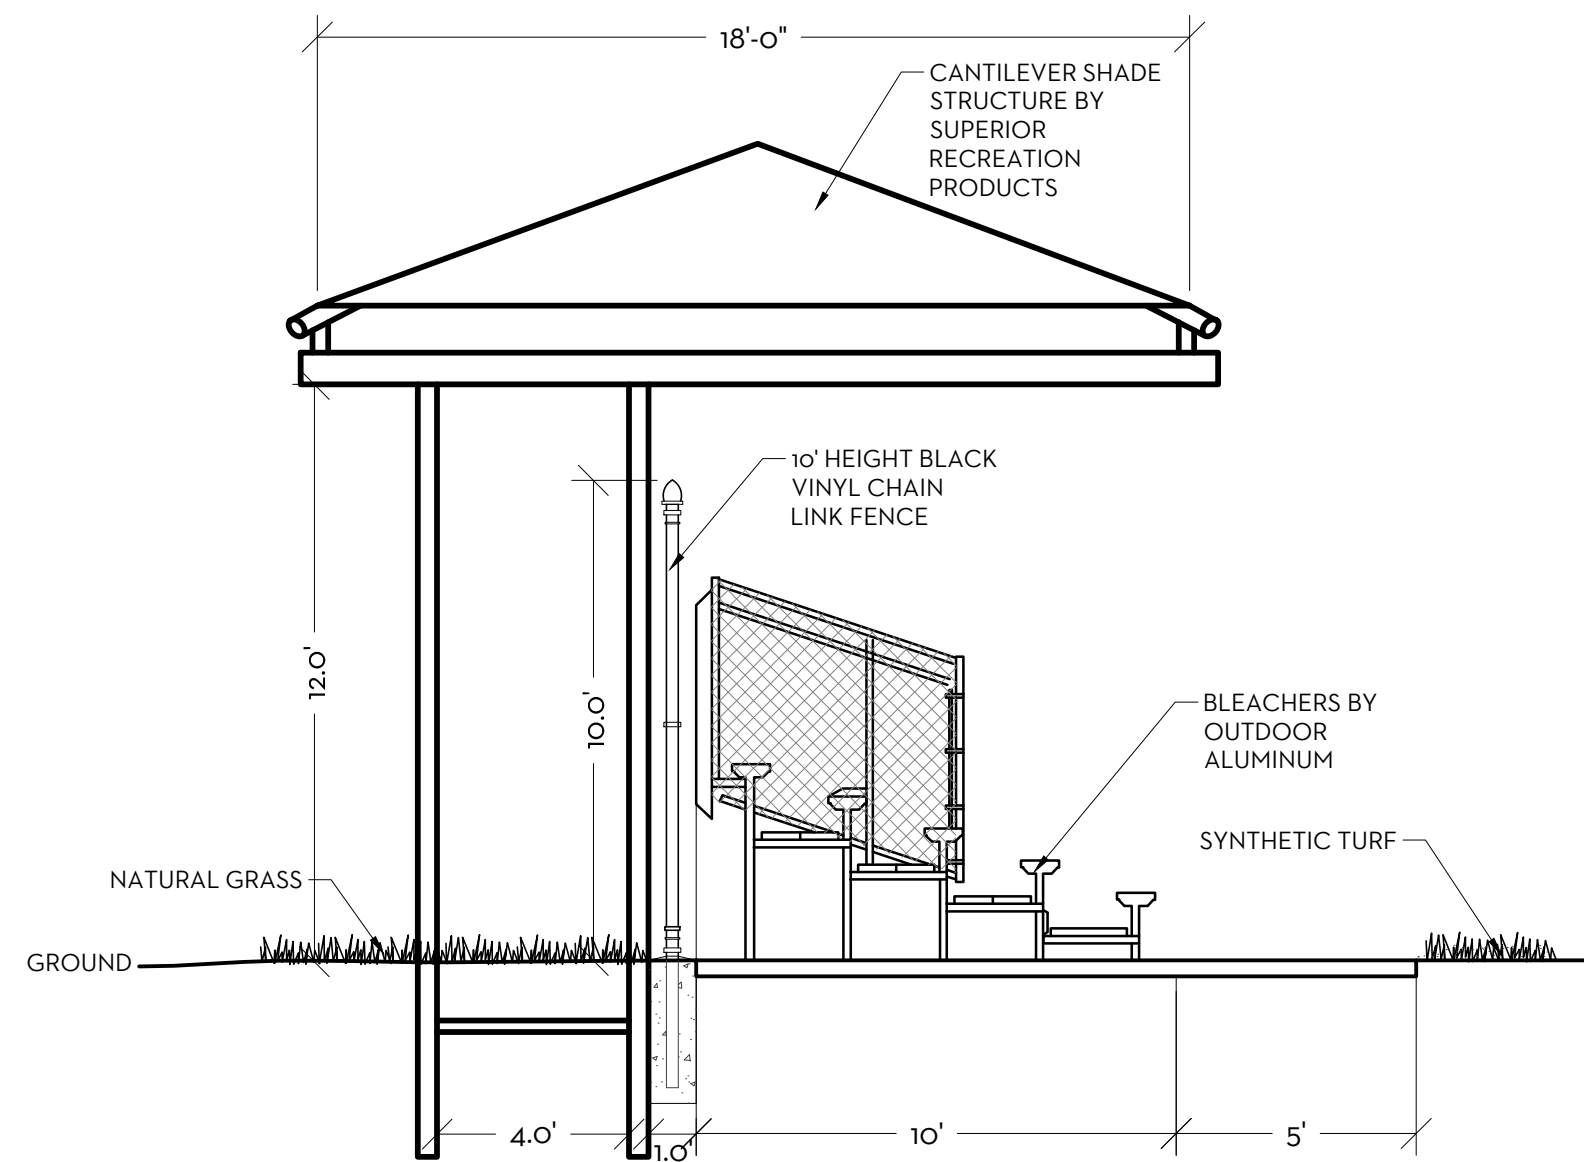 18'-0"
CANTILEVER SHADE
STRUCTURE BY
SUPERIOR
RECREATION
PRODUCTS
10' HEIGHT BLACK
VINYL CHAIN
LINK FENCE
12.0'
10.0'
BLEACHERS BY
OUTDOOR
ALUMINUM
SYNTHETIC TURF
NATURAL GRASS
GROUND
4.0'
1.0'
10'
5'